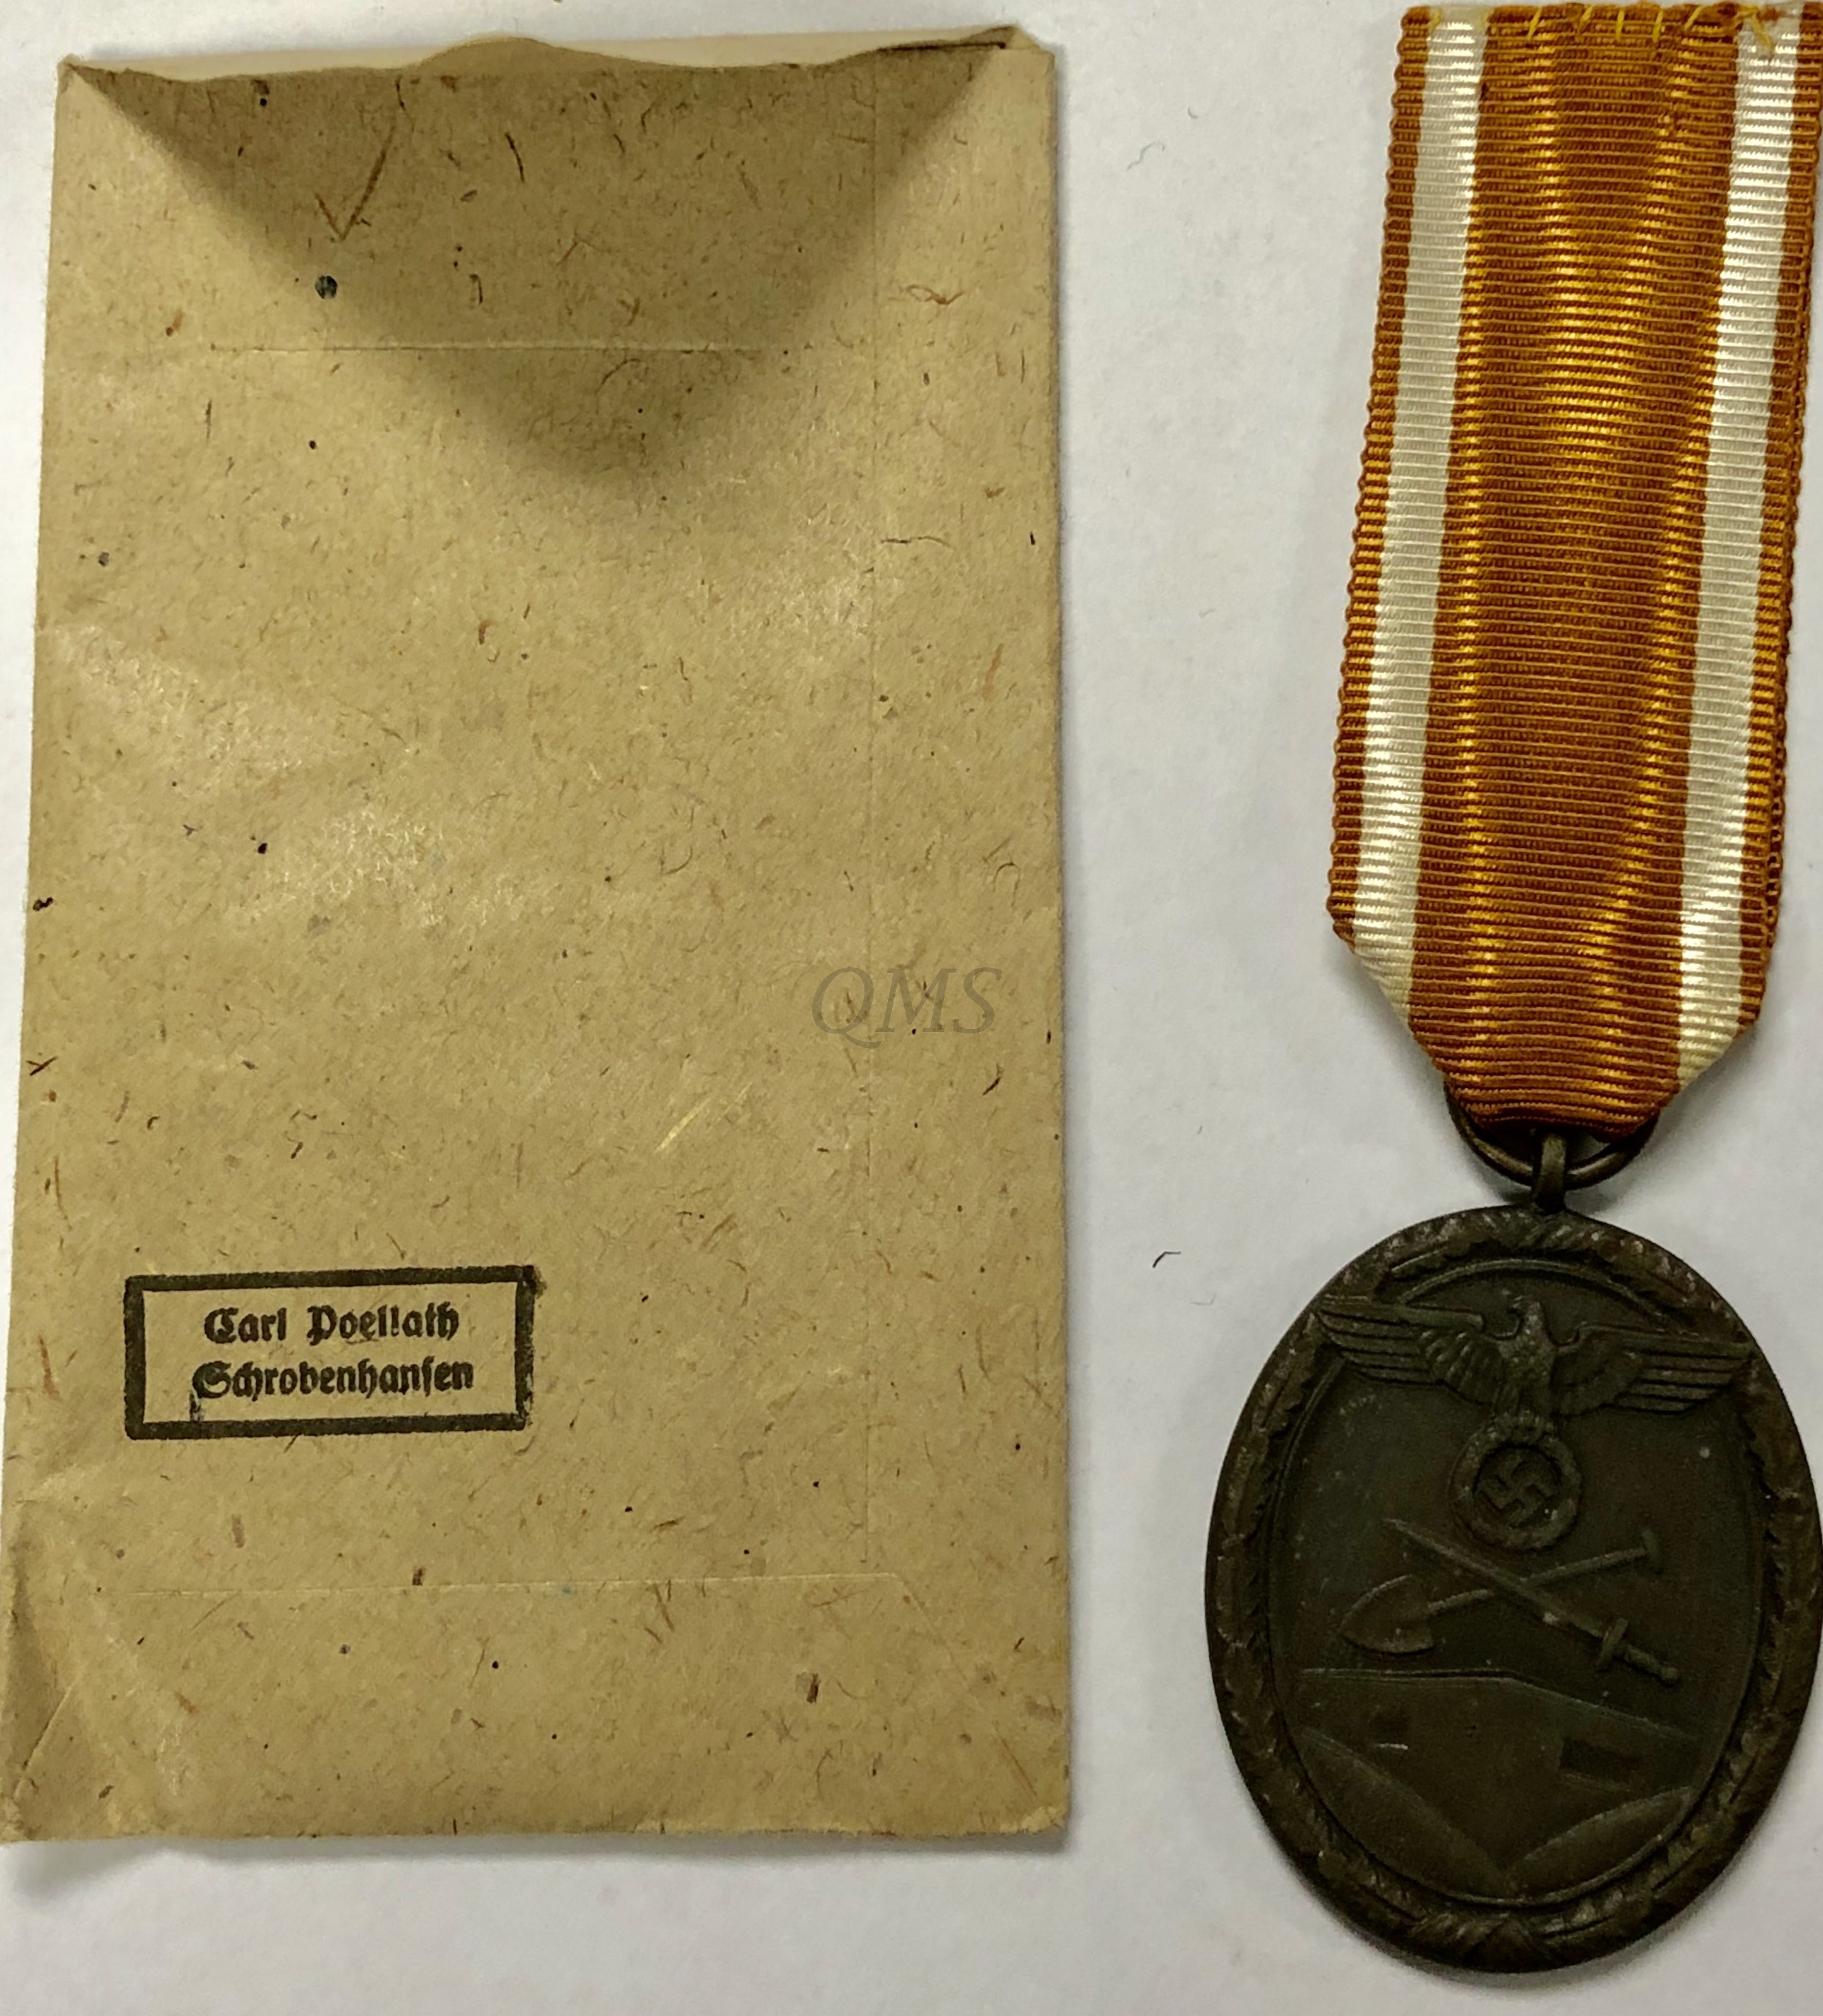 Carl Poellath
Schrobenhausen
QMS